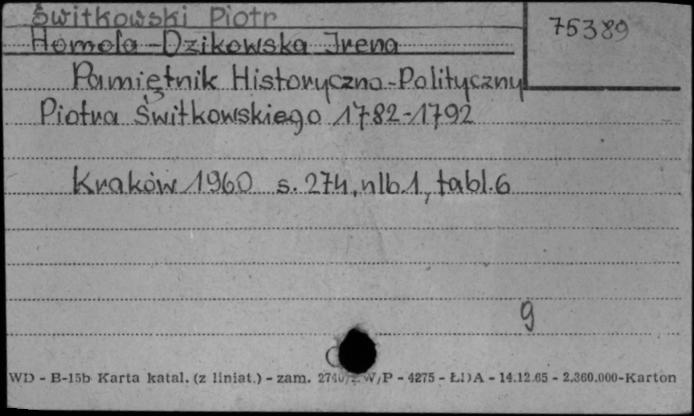 Świtkowski Piotr
75389
Homola-Dzikowska Irena
Pamiętnik Historyczno-Polityczny
Piotra Świtkowskiego 1782-1792
Kraków 1960 s. 274, nlb.1, tabl.6
9
WD - B-15b Karta katal. (z liniat.) - zam. W/P - 4275 - ŁDA - 14.12.65 - 2.360.000-Karton